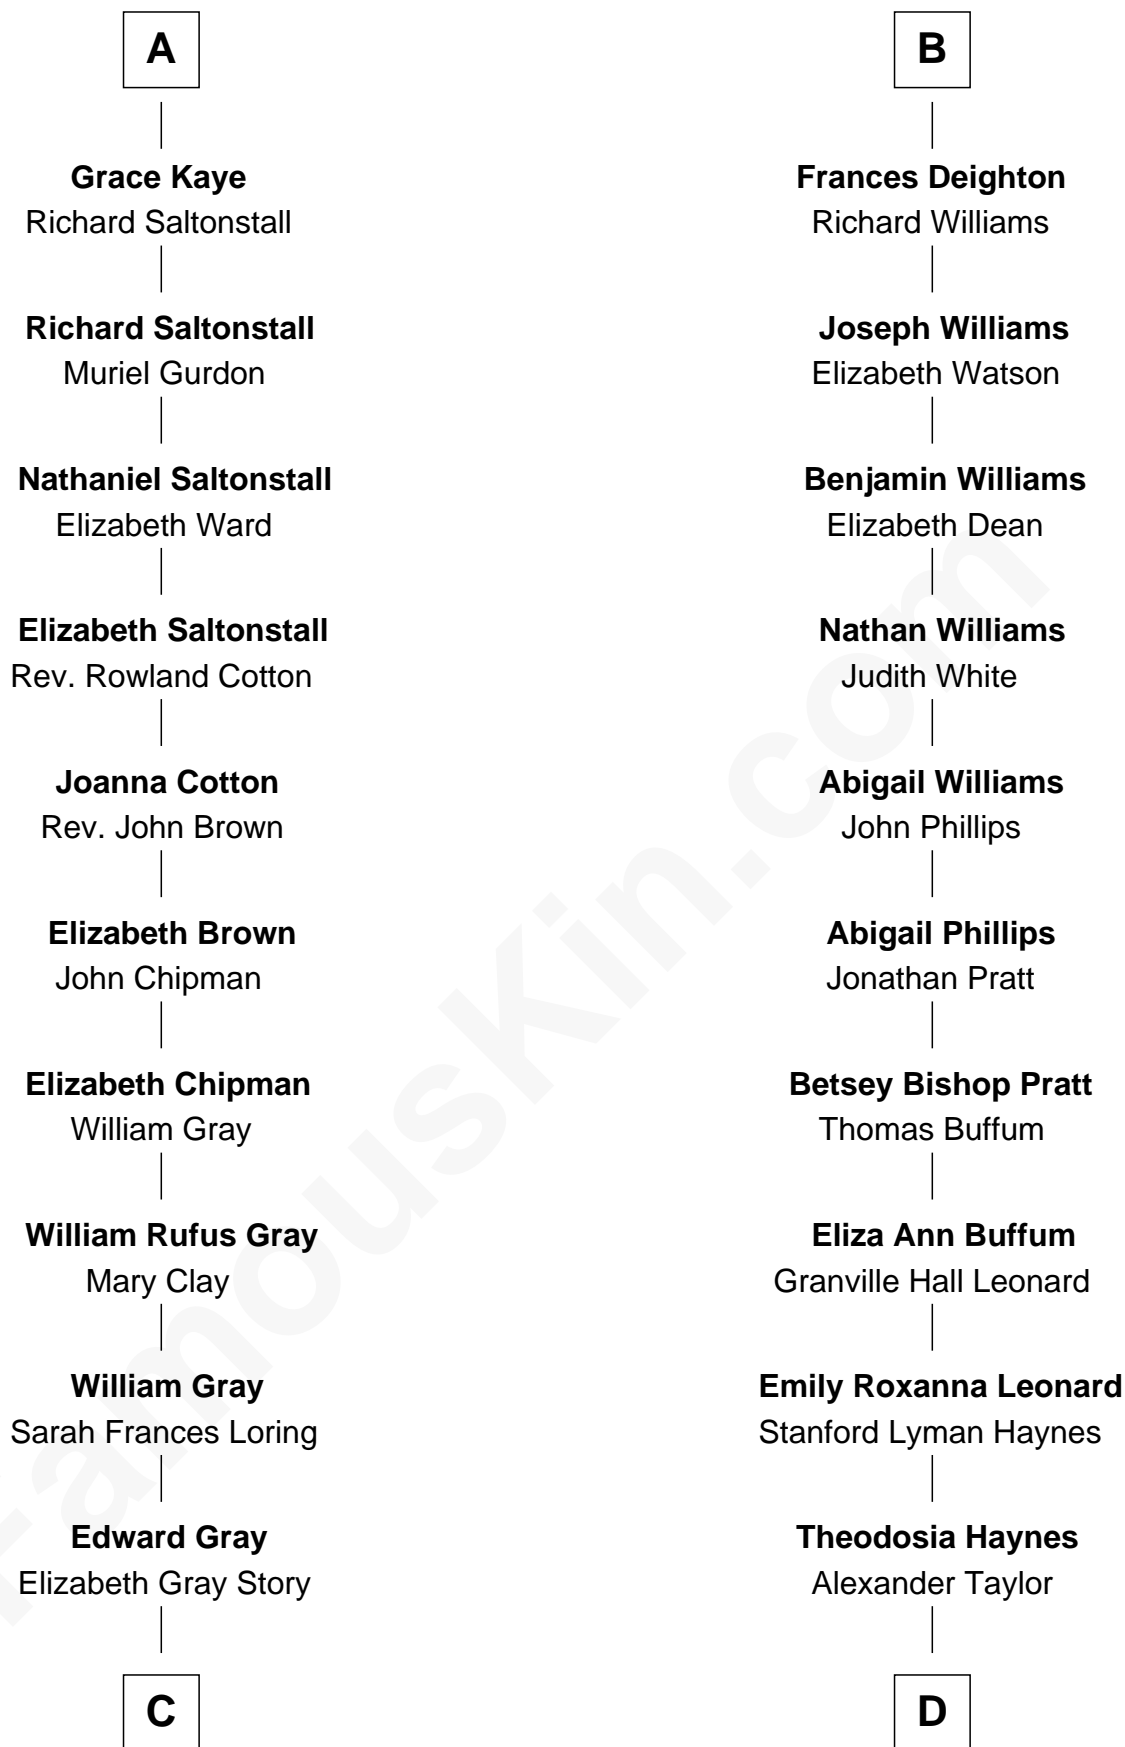 A
Grace Kaye
Richard Saltonstall
Richard Saltonstall
Muriel Gurdon
Nathaniel Saltonstall
Elizabeth Ward
Elizabeth Saltonstall
Rev. Rowland Cotton
Joanna Cotton
Rev. John Brown
Elizabeth Brown
John Chipman
Elizabeth Chipman
William Gray
William Rufus Gray
Mary Clay
William Gray
Sarah Frances Loring
Edward Gray
Elizabeth Gray Story
C
B
Frances Deighton
Richard Williams
Joseph Williams
Elizabeth Watson
Benjamin Williams
Elizabeth Dean
Nathan Williams
Judith White
Abigail Williams
John Phillips
Abigail Phillips
Jonathan Pratt
Betsey Bishop Pratt
Thomas Buffum
Eliza Ann Buffum
Granville Hall Leonard
Emily Roxanna Leonard
Stanford Lyman Haynes
Theodosia Haynes
Alexander Taylor
D
FamousKin.com